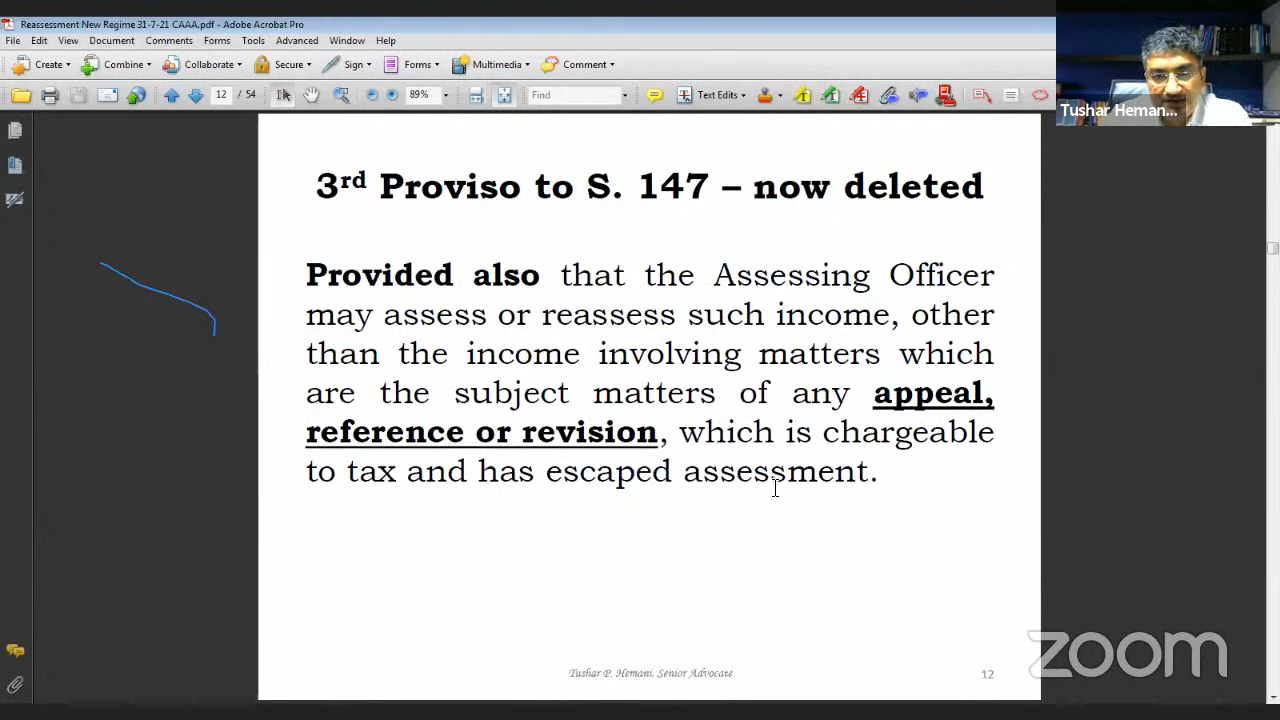 Reassessment New Regime 31-7-21 CAAA.pdf - Adobe Acrobat Pro
File Edit View Document Comments Forms Tools Advanced Window Help
Create Combine Collaborate Secure Sign Forms Multimedia Comment
12 / 54 89% Find Text Edits
Tushar Heman...
3rd Proviso to S. 147 – now deleted
Provided also that the Assessing Officer
may assess or reassess such income, other
than the income involving matters which
are the subject matters of any appeal,
reference or revision, which is chargeable
to tax and has escaped assessment.
Tushar P. Hemani, Senior Advocate
12
zoom